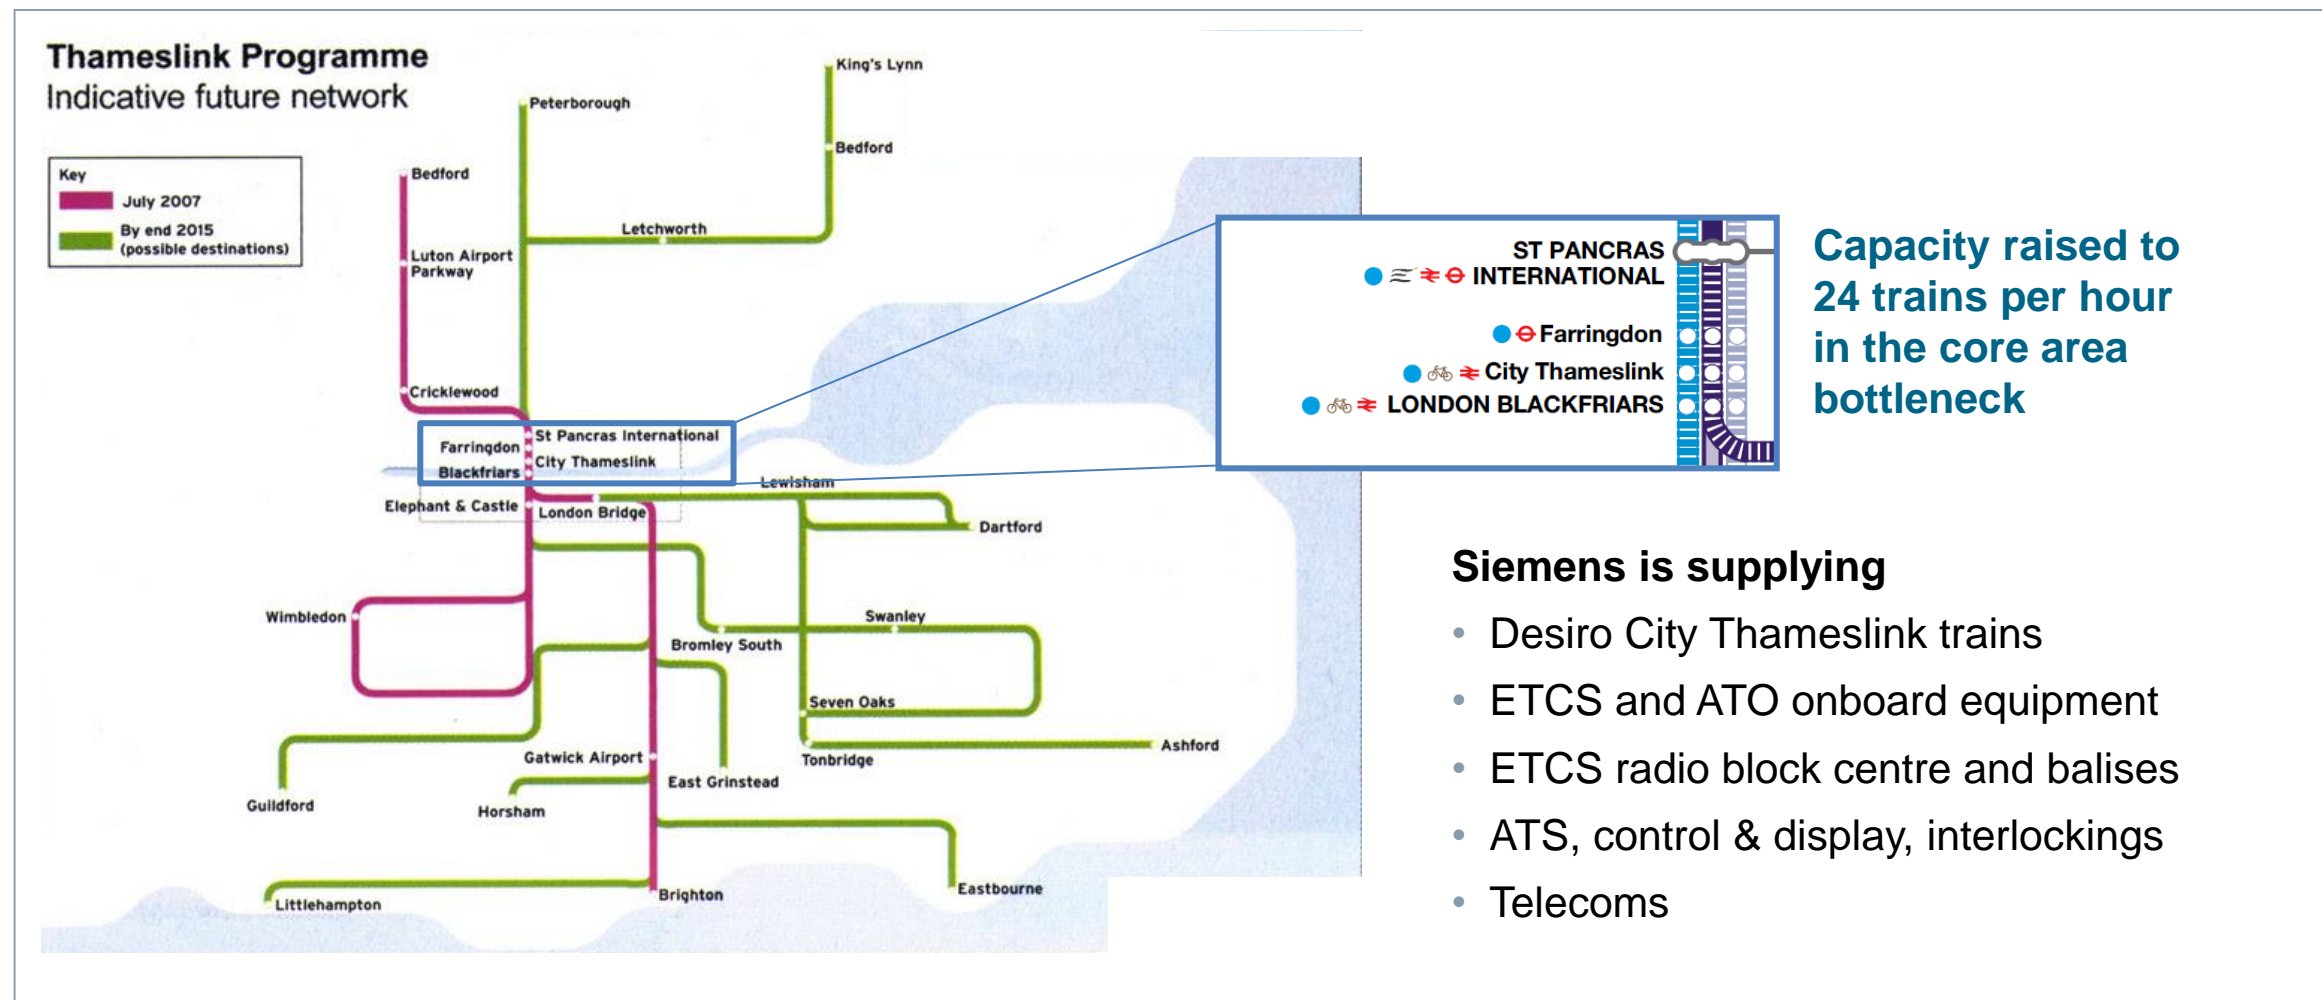 Thameslink Programme
Indicative future network
Key
July 2007
By end 2015
(possible destinations)
King's Lynn
Peterborough
Bedford
Bedford
Letchworth
Luton Airport
Parkway
Cricklewood
St Pancras International
Farringdon
City Thameslink
Blackfriars
Lewisham
Elephant & Castle
London Bridge
Dartford
Wimbledon
Swanley
Bromley South
Seven Oaks
Gatwick Airport
Tonbridge
Ashford
East Grinstead
Guildford
Horsham
Eastbourne
Brighton
Littlehampton
ST PANCRAS
INTERNATIONAL
Farringdon
City Thameslink
LONDON BLACKFRIARS
Capacity raised to
24 trains per hour
in the core area
bottleneck
Siemens is supplying
• Desiro City Thameslink trains
• ETCS and ATO onboard equipment
• ETCS radio block centre and balises
• ATS, control & display, interlockings
• Telecoms